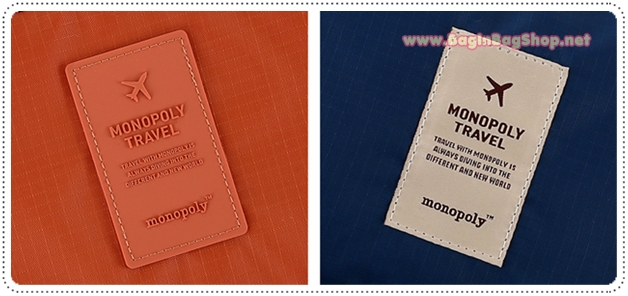 MONOPOLY
TRAVEL
TRAVEL WITH MONOPOLY IS
ALWAYS DIVING INTO THE
DIFFERENT AND NEW WORLD
monopoly™
www.BaginBagShop.net
MONOPOLY
TRAVEL
TRAVEL WITH MONOPOLY IS
ALWAYS DIVING INTO THE
DIFFERENT AND NEW WORLD
monopoly™